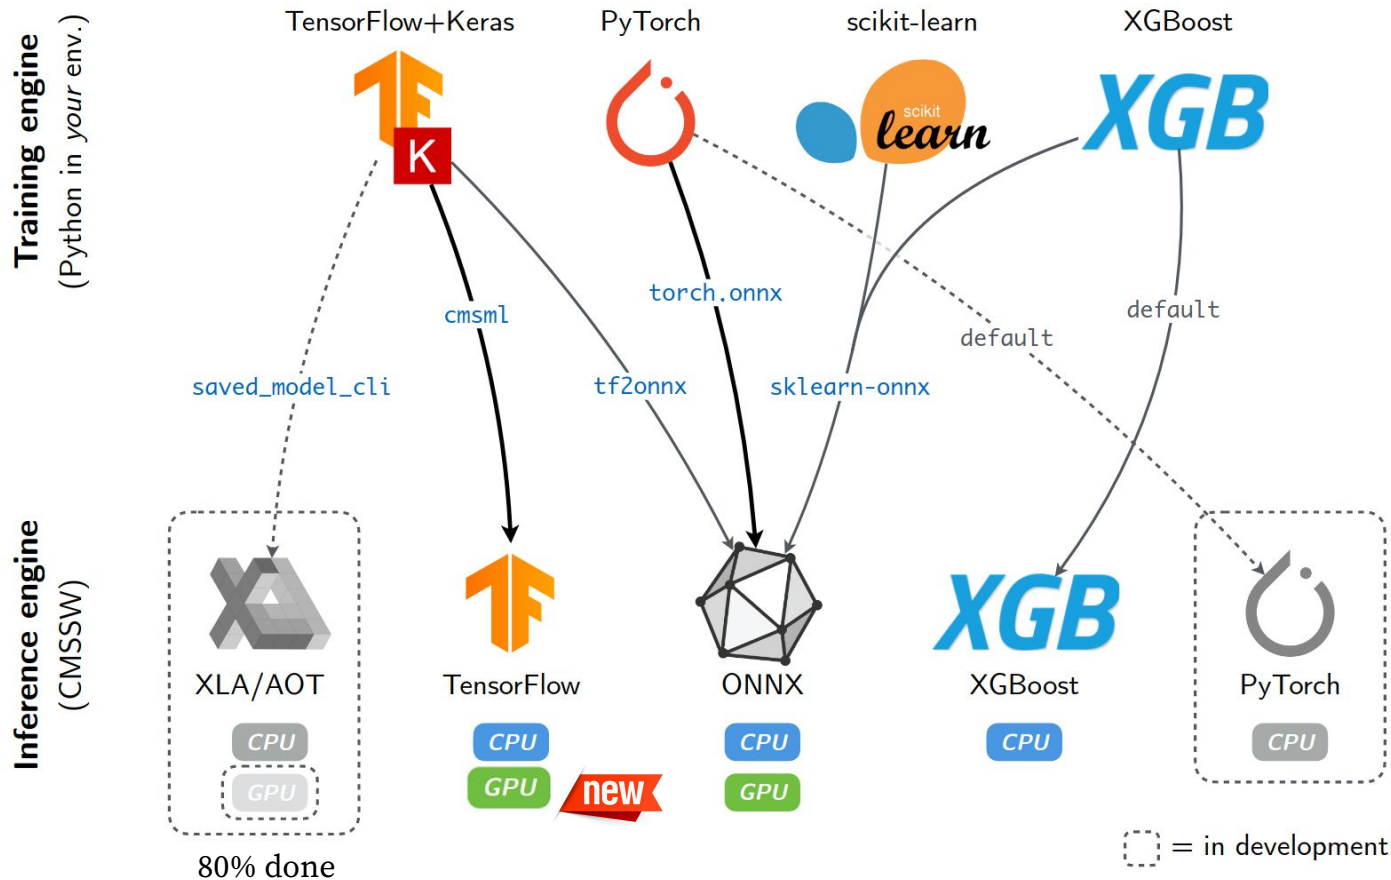 TensorFlow+Keras
PyTorch
scikit-learn
XGBoost
Training engine
(Python in your env.)
K
scikit
learn
XGB
cmsml
torch.onnx
default
default
saved_model_cli
tf2onnx
sklearn-onnx
Inference engine
(CMSSW)
XGB
XLA/AOT
TensorFlow
ONNX
XGBoost
PyTorch
CPU
CPU
CPU
CPU
CPU
GPU
GPU
new
GPU
80% done
= in development